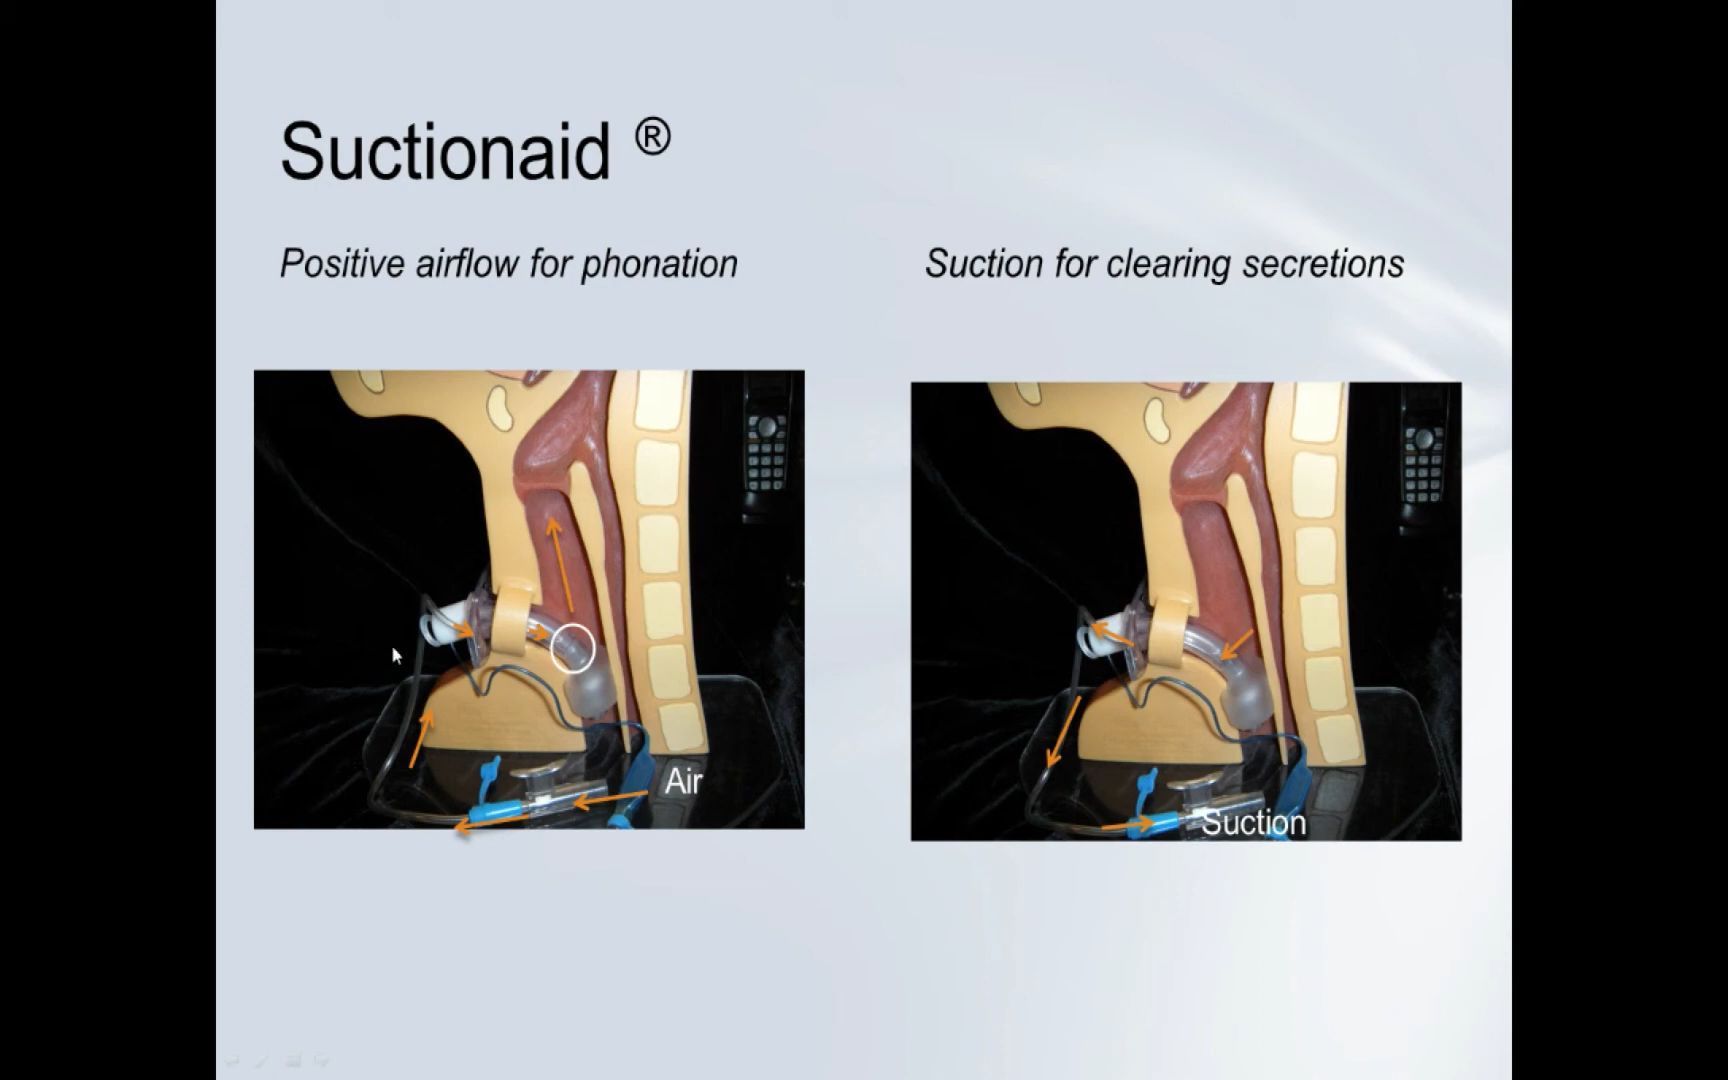 Suctionaid ®
Positive airflow for phonation
Suction for clearing secretions
Air
Suction